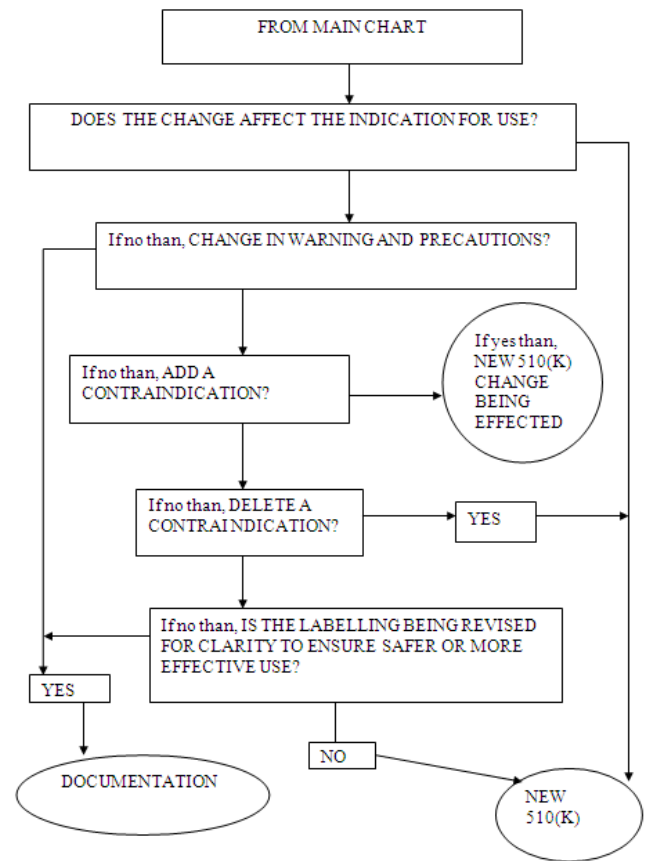 FROM MAIN CHART
DOES THE CHANGE AFFECT THE INDICATION FOR USE?
If no than, CHANGE IN WARNING AND PRECAUTIONS?
If yes than,
NEW 510(K)
CHANGE
BEING
EFFECTED
If no than, ADD A
CONTRAINDICATION?
If no than, DELETE A
CONTRAINDICATION?
YES
If no than, IS THE LABELLING BEING REVISED
FOR CLARITY TO ENSURE SAFER OR MORE
EFFECTIVE USE?
YES
NO
DOCUMENTATION
NEW
510(K)